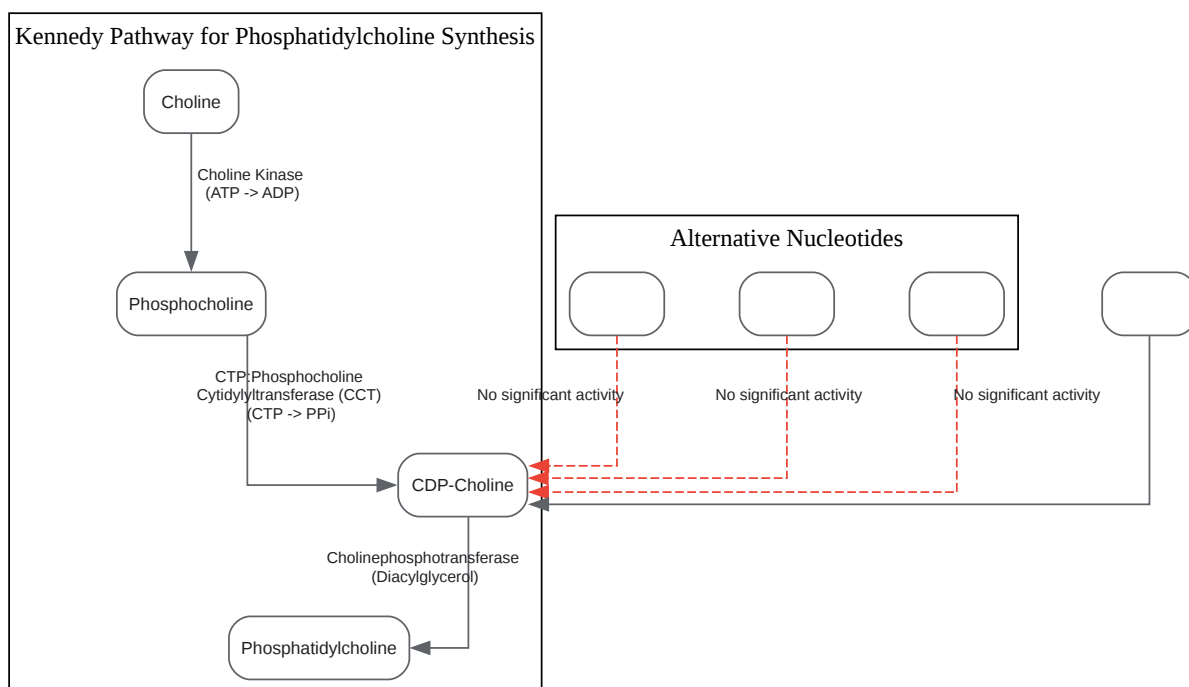 Kennedy Pathway for Phosphatidylcholine Synthesis
Choline
Choline Kinase
(ATP -> ADP)
Alternative Nucleotides
Phosphocholine
CTP:Phosphocholine
Cytidylyltransferase (CCT)
(CTP -> PPi)
No significant activity
No significant activity
No significant activity
CDP-Choline
Cholinephosphotransferase
(Diacylglycerol)
Phosphatidylcholine